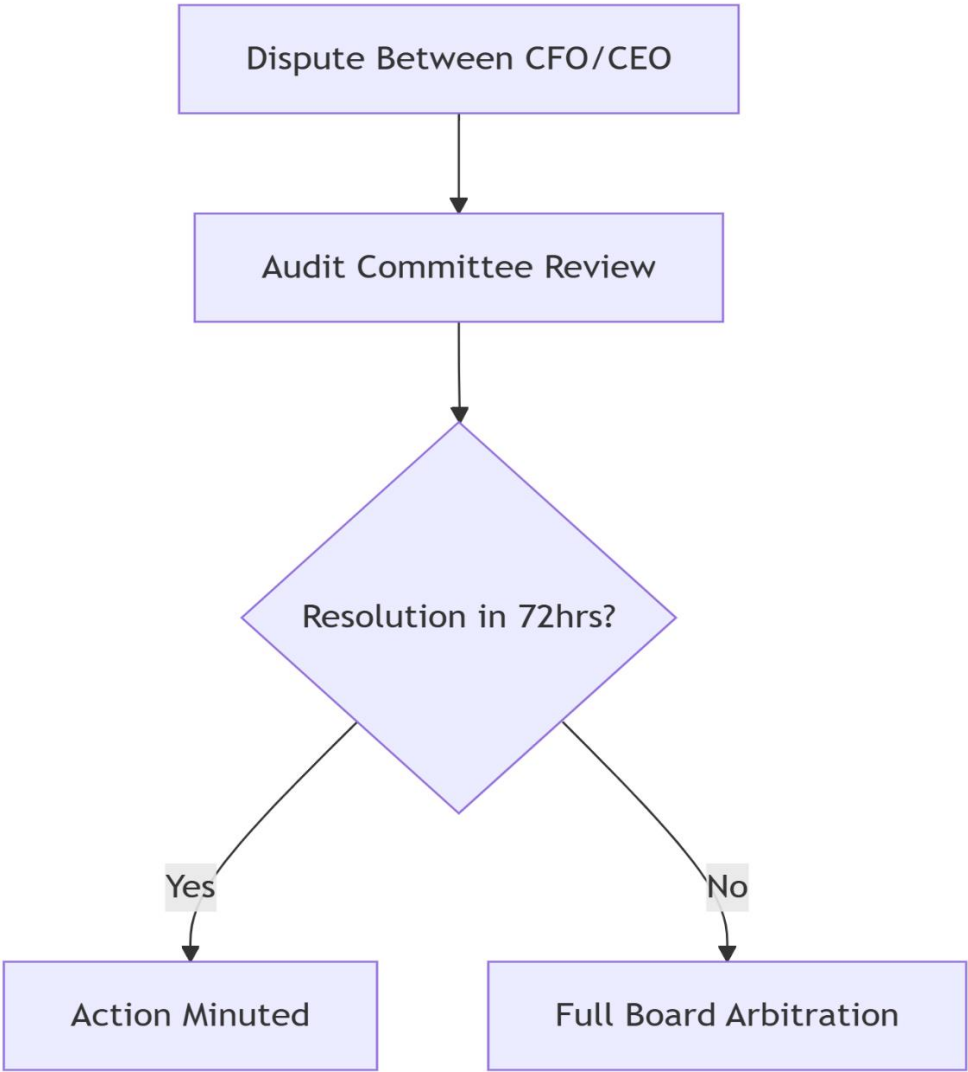 Dispute Between CFO/CEO
Audit Committee Review
Resolution in 72hrs?
Yes
No
Action Minuted
Full Board Arbitration